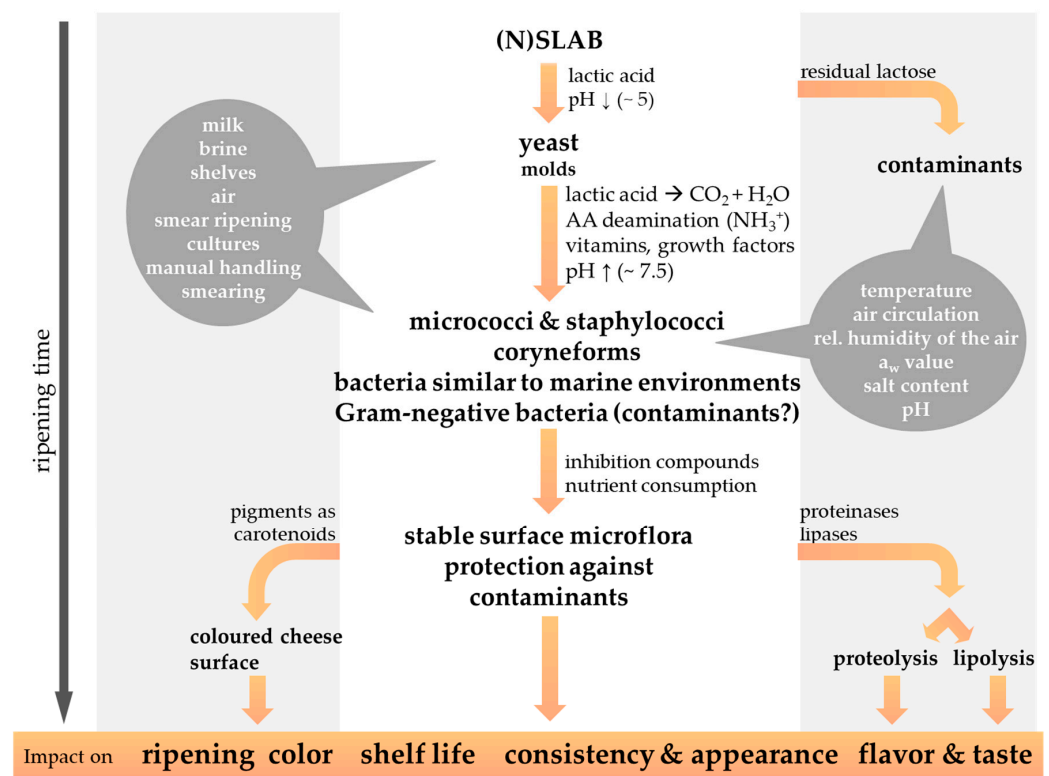 (N)SLAB
lactic acid
pH ↓ (~ 5)
residual lactose
milk
brine
shelves
air
smear ripening
cultures
manual handling
smearing
yeast
molds
contaminants
lactic acid → CO₂ + H₂O
AA deamination (NH₃⁺)
vitamins, growth factors
pH ↑ (~ 7.5)
temperature
air circulation
rel. humidity of the air
a_w value
salt content
pH
micrococci & staphylococci
coryneforms
bacteria similar to marine environments
Gram-negative bacteria (contaminants?)
ripening time
inhibition compounds
nutrient consumption
pigments as
carotenoids
stable surface microflora
protection against
contaminants
proteinases
lipases
coloured cheese
surface
proteolysis lipolysis
Impact on ripening color shelf life consistency & appearance flavor & taste